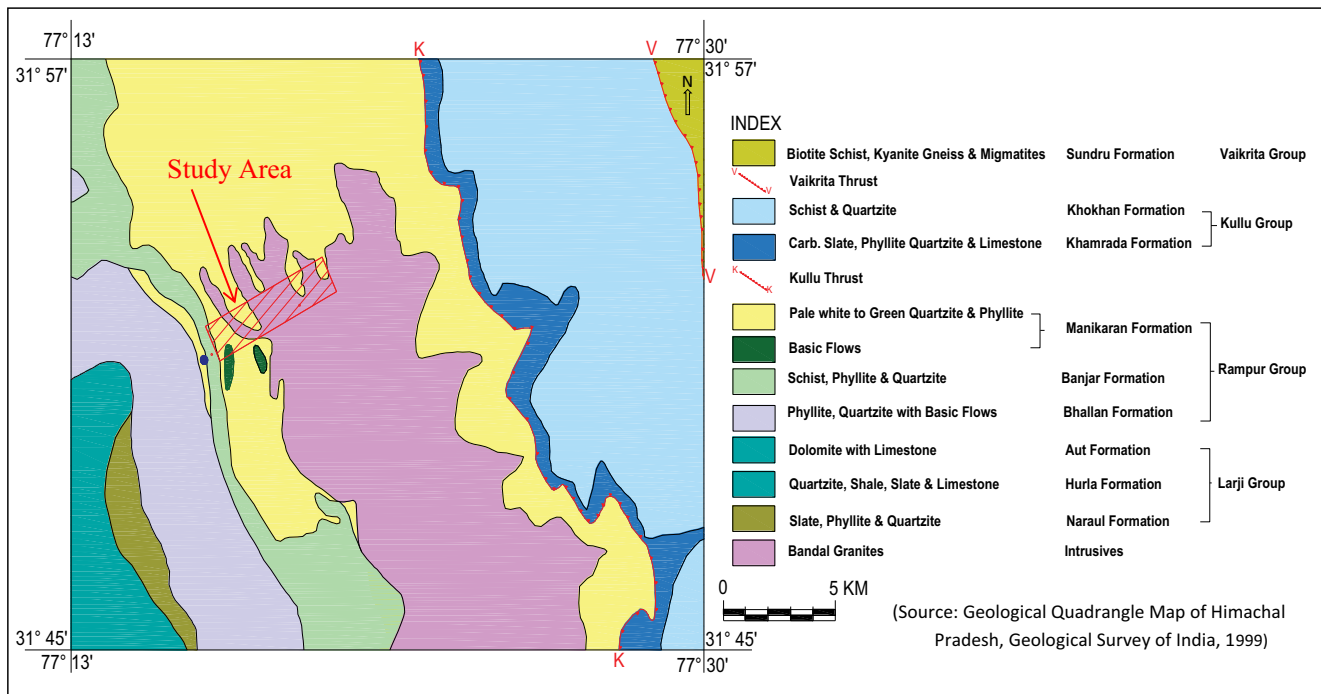 77° 13'
K
V
77° 30'
31° 57'
31° 57'
N
Study Area
V
K
31° 45'
31° 45'
77° 13'
77° 30'
INDEX
Biotite Schist, Kyanite Gneiss & Migmatites Sundru Formation Vaikrita Group
V V Vaikrita Thrust
Schist & Quartzite Khokhan Formation
Kullu Group
Carb. Slate, Phyllite Quartzite & Limestone Khamrada Formation
K K Kullu Thrust
Pale white to Green Quartzite & Phyllite
Manikaran Formation
Basic Flows
Rampur Group
Schist, Phyllite & Quartzite Banjar Formation
Phyllite, Quartzite with Basic Flows Bhallan Formation
Dolomite with Limestone Aut Formation
Quartzite, Shale, Slate & Limestone Hurla Formation Larji Group
Slate, Phyllite & Quartzite Naraul Formation
Bandal Granites Intrusives
0 5 KM
(Source: Geological Quadrangle Map of Himachal
Pradesh, Geological Survey of India, 1999)